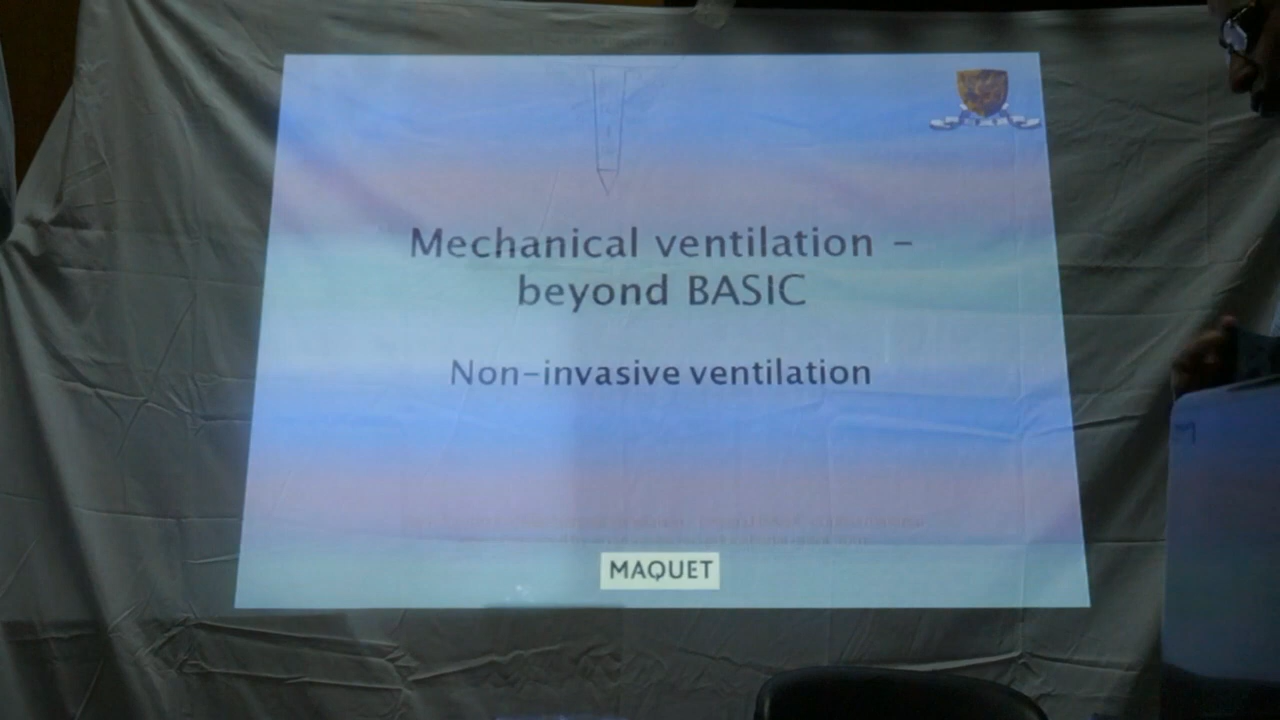 Mechanical ventilation –
beyond BASIC
Non-invasive ventilation
MAQUET